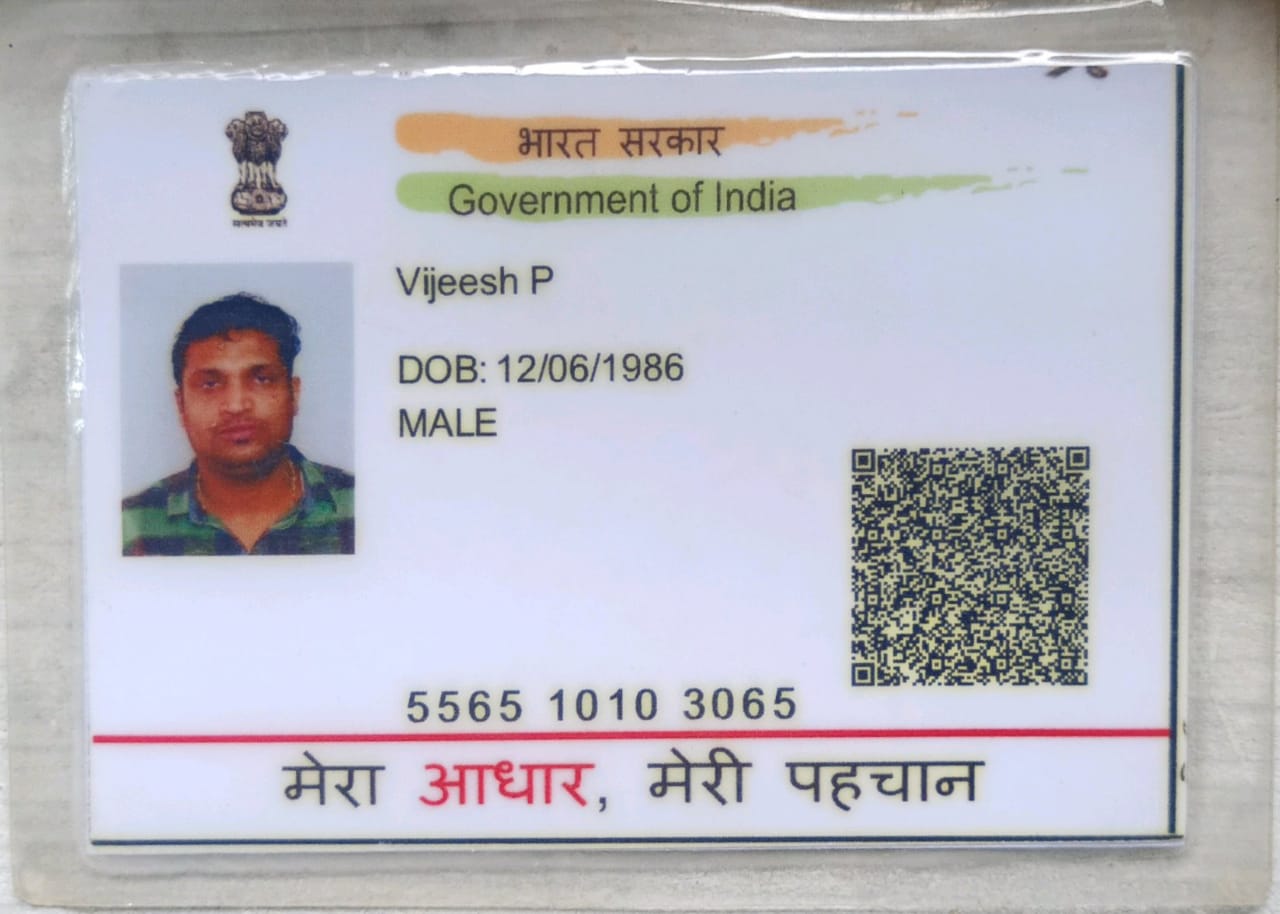 भारत सरकार
Government of India
सत्यमेव जयते
Vijeesh P
DOB: 12/06/1986
MALE
5565 1010 3065
मेरा आधार, मेरी पहचान